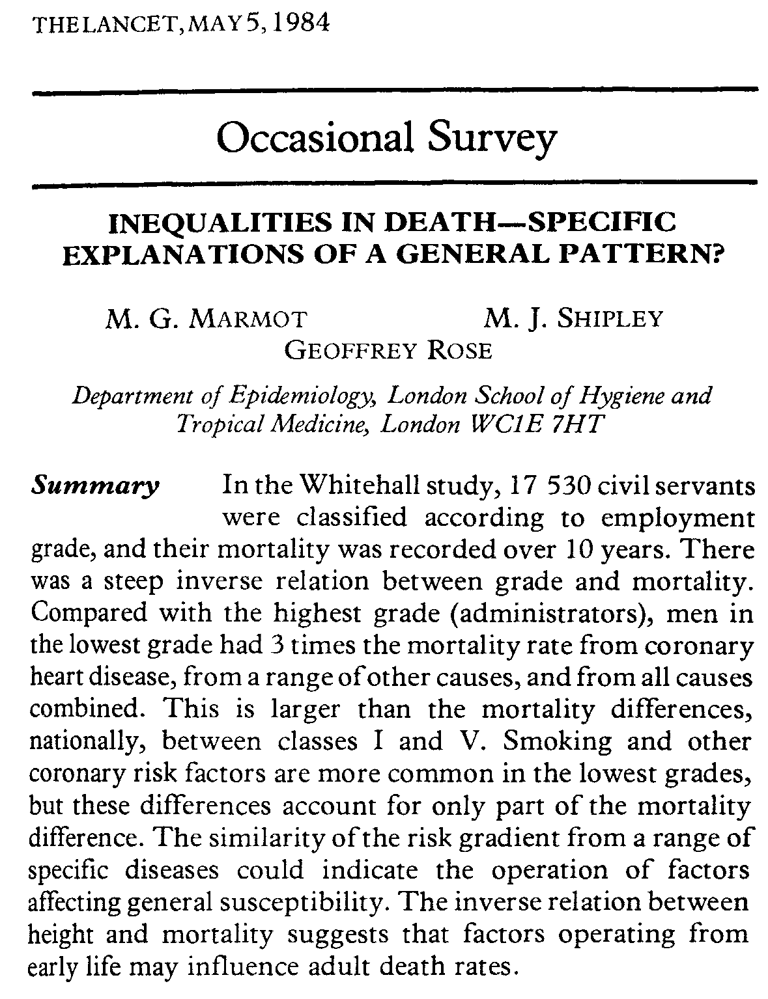 THE LANCET, MAY 5, 1984
Occasional Survey
INEQUALITIES IN DEATH—SPECIFIC
EXPLANATIONS OF A GENERAL PATTERN?
M. G. MARMOT M. J. SHIPLEY
GEOFFREY ROSE
Department of Epidemiology, London School of Hygiene and
Tropical Medicine, London WC1E 7HT
Summary In the Whitehall study, 17 530 civil servants
were classified according to employment
grade, and their mortality was recorded over 10 years. There
was a steep inverse relation between grade and mortality.
Compared with the highest grade (administrators), men in
the lowest grade had 3 times the mortality rate from coronary
heart disease, from a range of other causes, and from all causes
combined. This is larger than the mortality differences,
nationally, between classes I and V. Smoking and other
coronary risk factors are more common in the lowest grades,
but these differences account for only part of the mortality
difference. The similarity of the risk gradient from a range of
specific diseases could indicate the operation of factors
affecting general susceptibility. The inverse relation between
height and mortality suggests that factors operating from
early life may influence adult death rates.